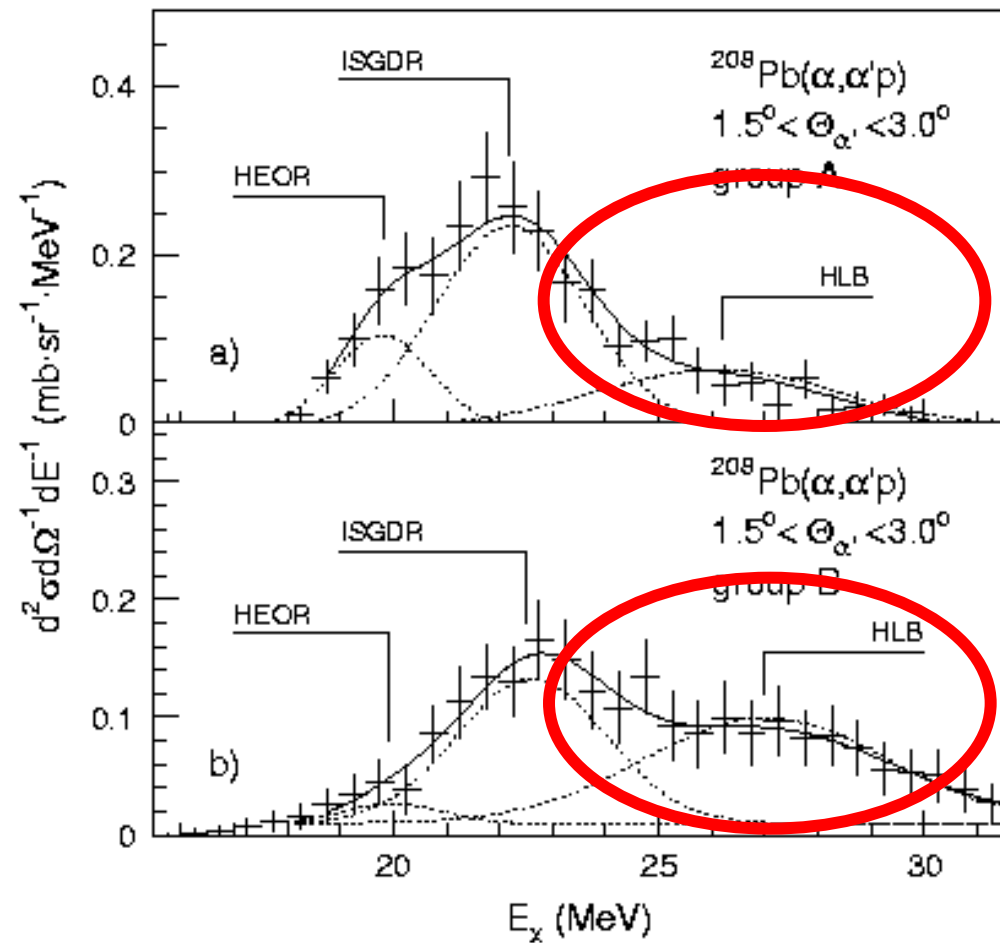 ISGDR
HEOR
HLB
²⁰⁸Pb(α,α'p)
1.5° < Θα' <3.0°
group A
a)
0.4
0.2
0
d²σdΩ⁻¹dE⁻¹ (mb·sr⁻¹·MeV⁻¹)
ISGDR
HEOR
HLB
²⁰⁸Pb(α,α'p)
1.5° < Θα' <3.0°
group B
b)
0.3
0.2
0.1
0
20
25
30
Eₓ (MeV)